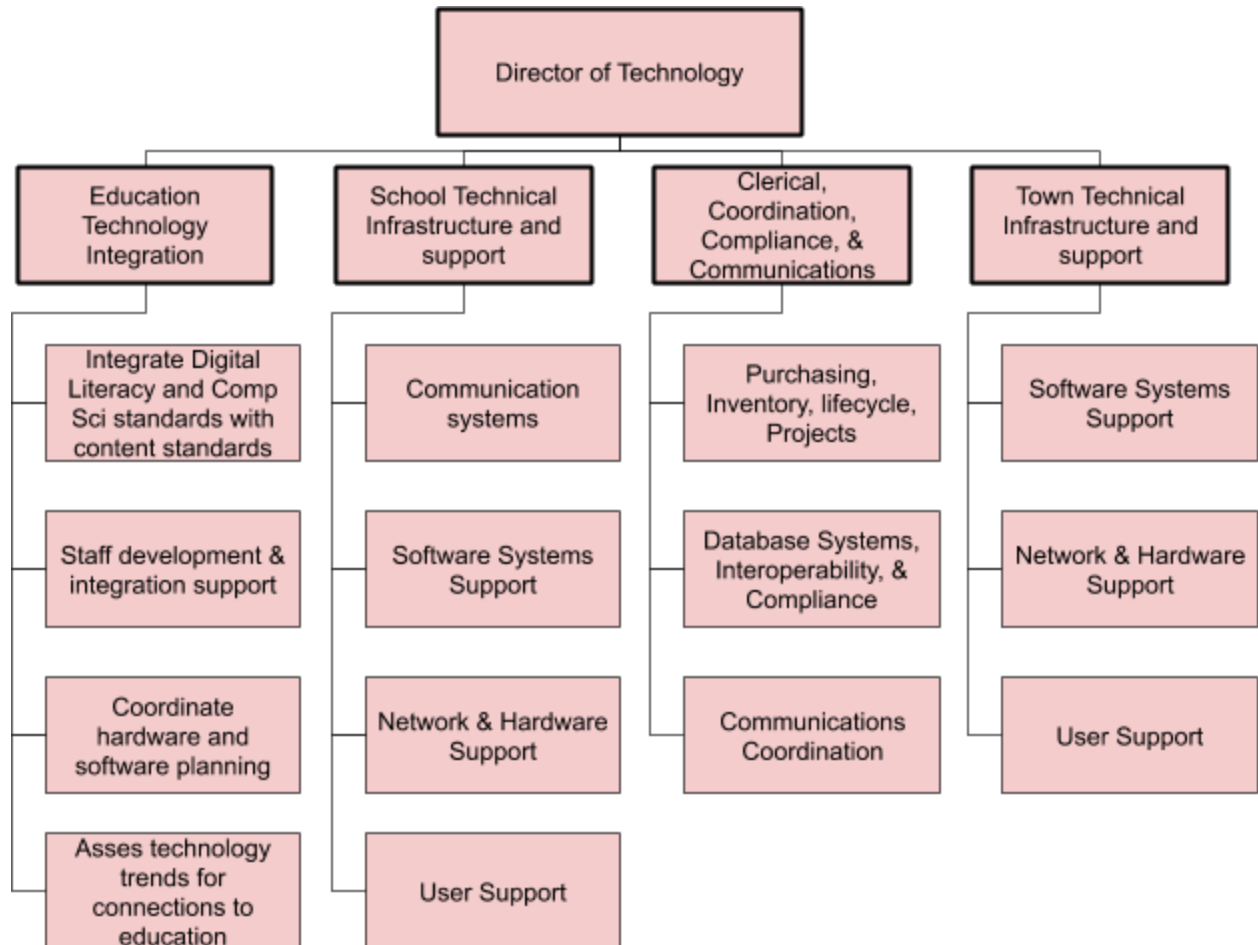 Director of Technology
Education
Technology
Integration
School Technical
Infrastructure and
support
Clerical,
Coordination,
Compliance, &
Communications
Town Technical
Infrastructure and
support
Integrate Digital
Literacy and Comp
Sci standards with
content standards
Staff development &
integration support
Coordinate
hardware and
software planning
Asses technology
trends for
connections to
education
Communication
systems
Software Systems
Support
Network & Hardware
Support
User Support
Purchasing,
Inventory, lifecycle,
Projects
Database Systems,
Interoperability, &
Compliance
Communications
Coordination
Software Systems
Support
Network & Hardware
Support
User Support